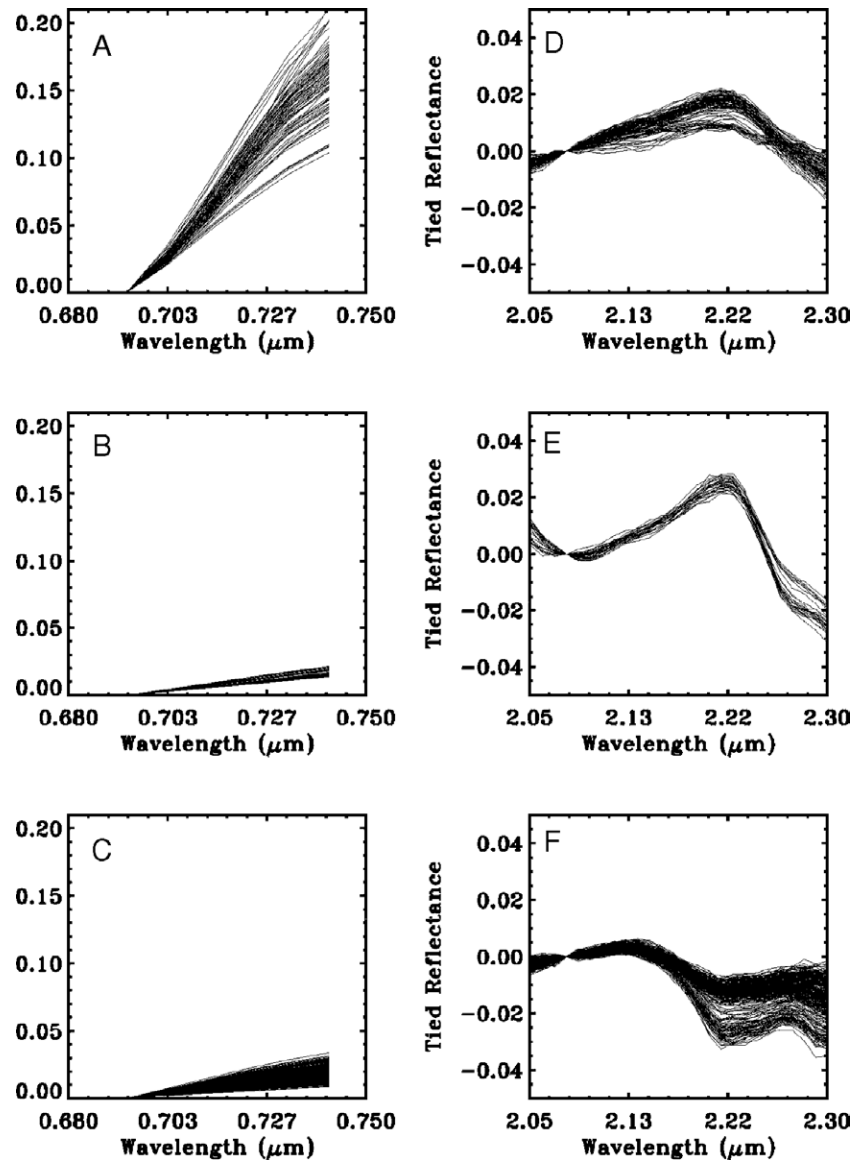 A
0.20
0.15
0.10
0.05
0.00
0.680 0.703 0.727 0.750
Wavelength (μm)
D
Tied Reflectance
0.04
0.02
0.00
−0.02
−0.04
2.05 2.13 2.22 2.30
Wavelength (μm)
B
0.20
0.15
0.10
0.05
0.00
0.680 0.703 0.727 0.750
Wavelength (μm)
E
Tied Reflectance
0.04
0.02
0.00
−0.02
−0.04
2.05 2.13 2.22 2.30
Wavelength (μm)
C
0.20
0.15
0.10
0.05
0.00
0.680 0.703 0.727 0.750
Wavelength (μm)
F
Tied Reflectance
0.04
0.02
0.00
−0.02
−0.04
2.05 2.13 2.22 2.30
Wavelength (μm)